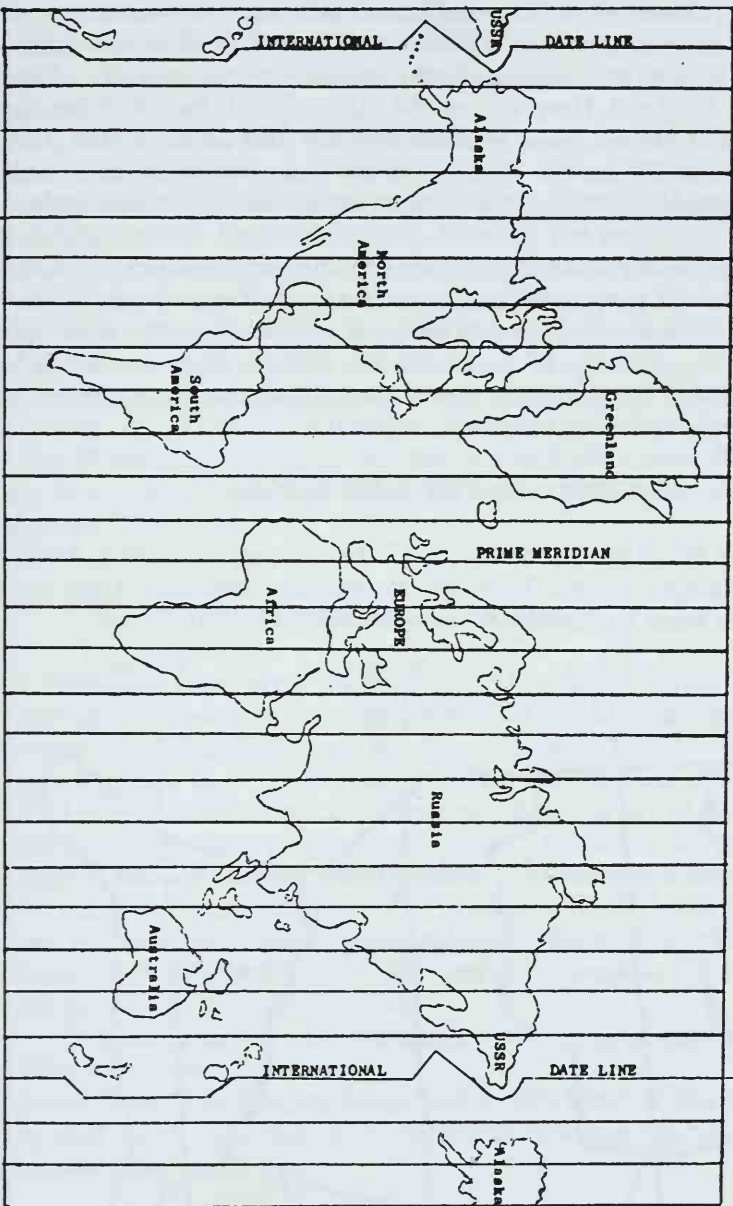 USSR
INTERNATIONAL
DATE LINE
Alaska
North
America
South
America
Greenland
PRIME MERIDIAN
EUROPE
Africa
Russia
Australia
USSR
INTERNATIONAL
DATE LINE
Alaska